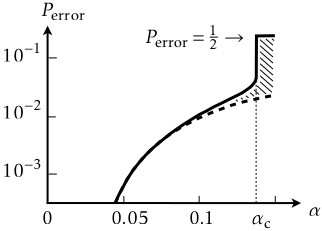 P_error
P_error = 1/2 →
10⁻¹
10⁻²
10⁻³
0 0.05 0.1 α_c α